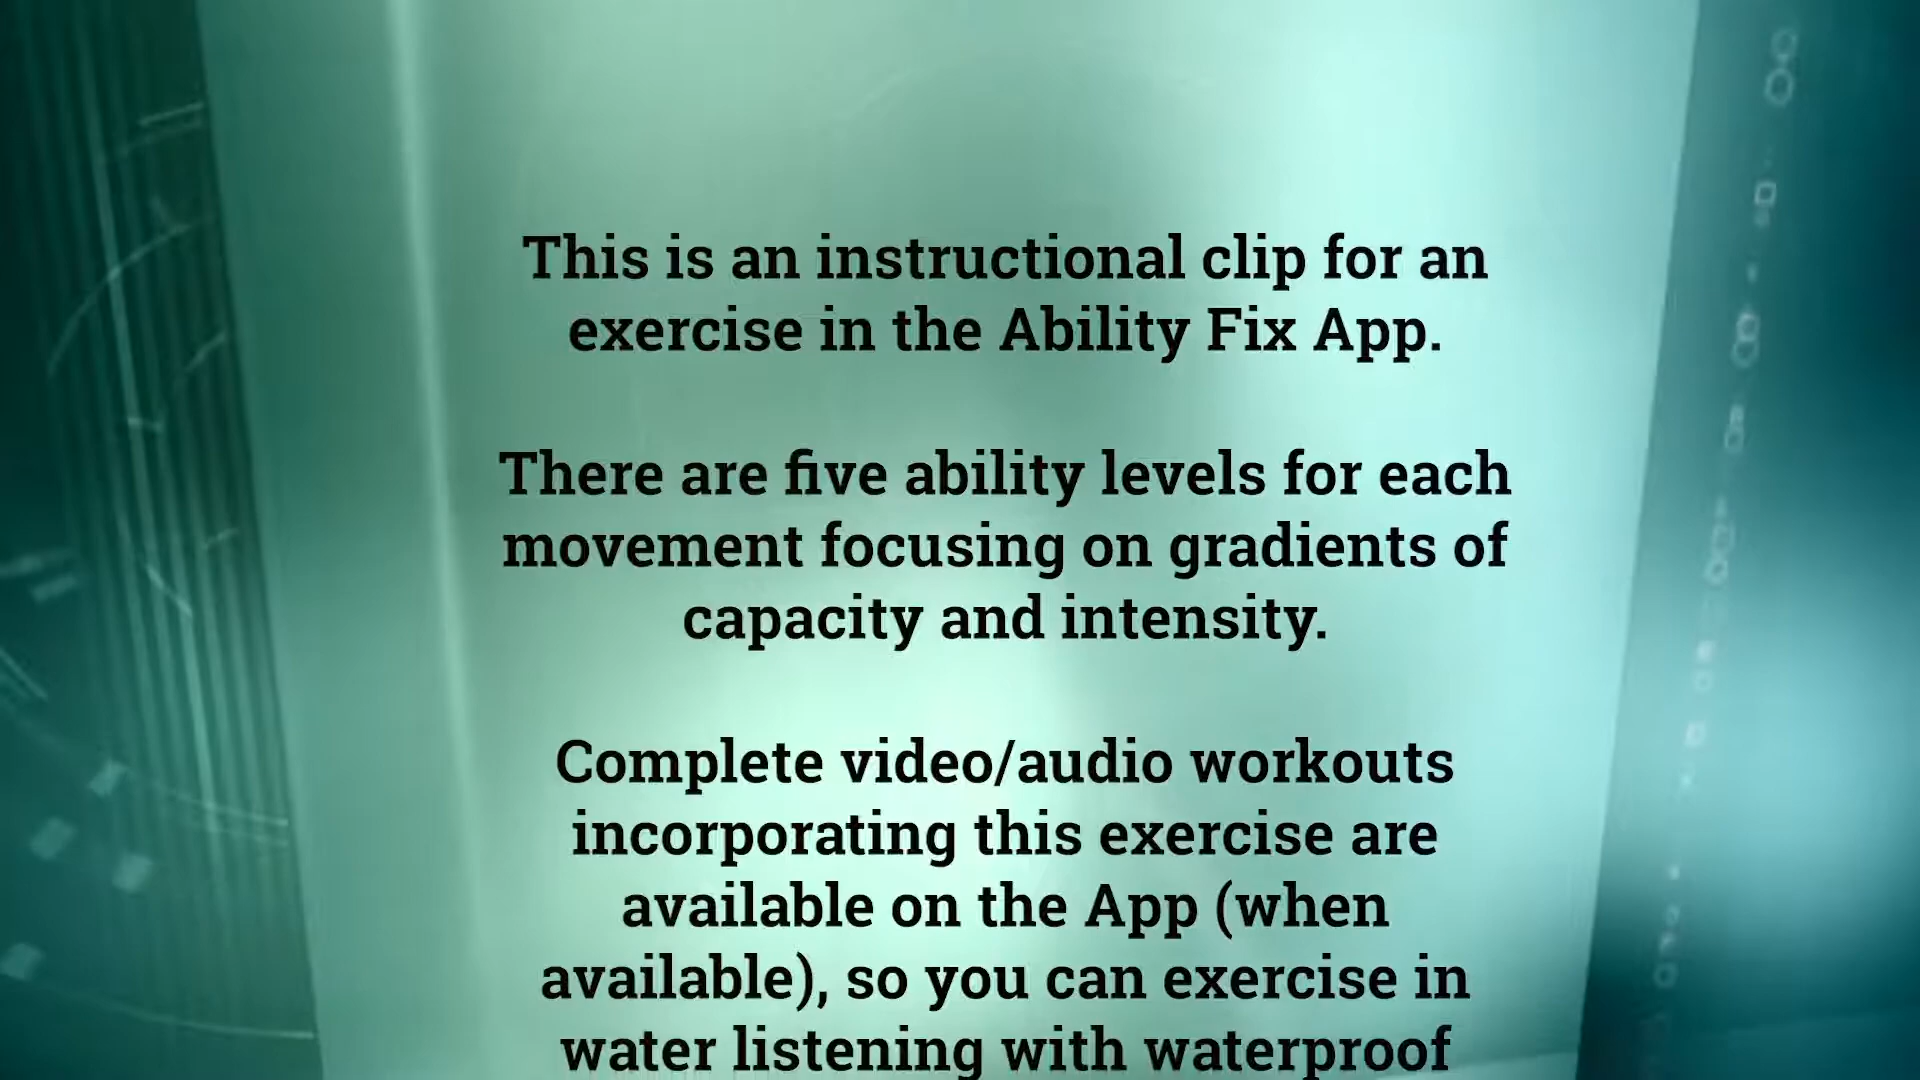 This is an instructional clip for an
exercise in the Ability Fix App.
There are five ability levels for each
movement focusing on gradients of
capacity and intensity.
Complete video/audio workouts
incorporating this exercise are
available on the App (when
available), so you can exercise in
water listening with waterproof